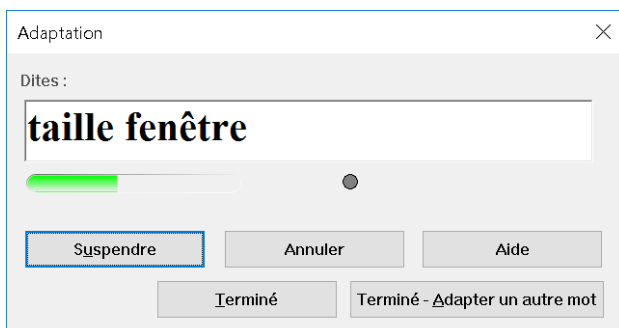 Adaptation
Dites :
taille fenêtre
Suspendre Annuler Aide
Terminé Terminé - Adapter un autre mot